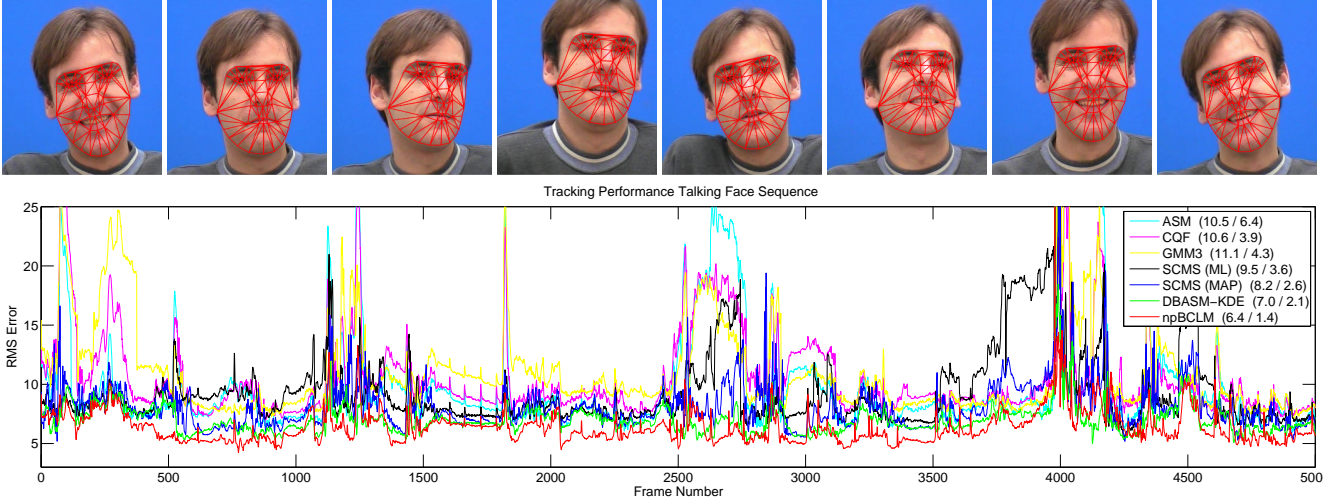 Tracking Performance Talking Face Sequence
25
20
15
10
5
RMS Error
ASM (10.5 / 6.4)
CQF (10.6 / 3.9)
GMM3 (11.1 / 4.3)
SCMS (ML) (9.5 / 3.6)
SCMS (MAP) (8.2 / 2.6)
DBASM−KDE (7.0 / 2.1)
npBCLM (6.4 / 1.4)
0 500 1000 1500 2000 2500 3000 3500 4000 4500 500
Frame Number